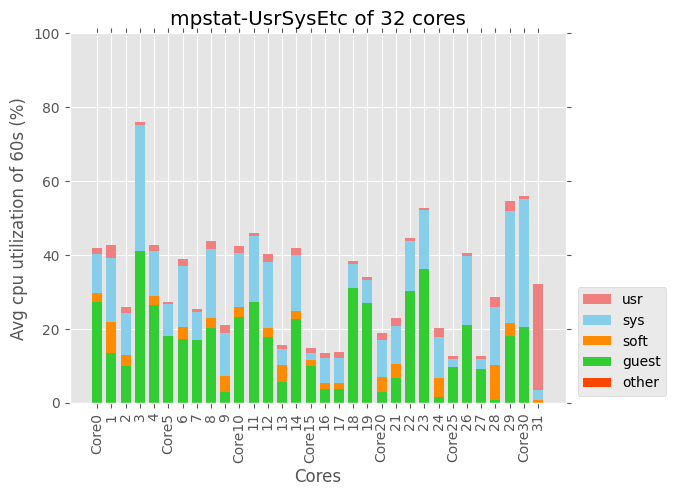 mpstat-UsrSysEtc of 32 cores
Avg cpu utilization of 60s (%)
100
80
60
40
20
0
usr
sys
soft
guest
other
Core0
1
2
3
4
Core5
6
7
8
9
Core10
11
12
13
14
Core15
16
17
18
19
Core20
21
22
23
24
Core25
26
27
28
29
Core30
31
Cores